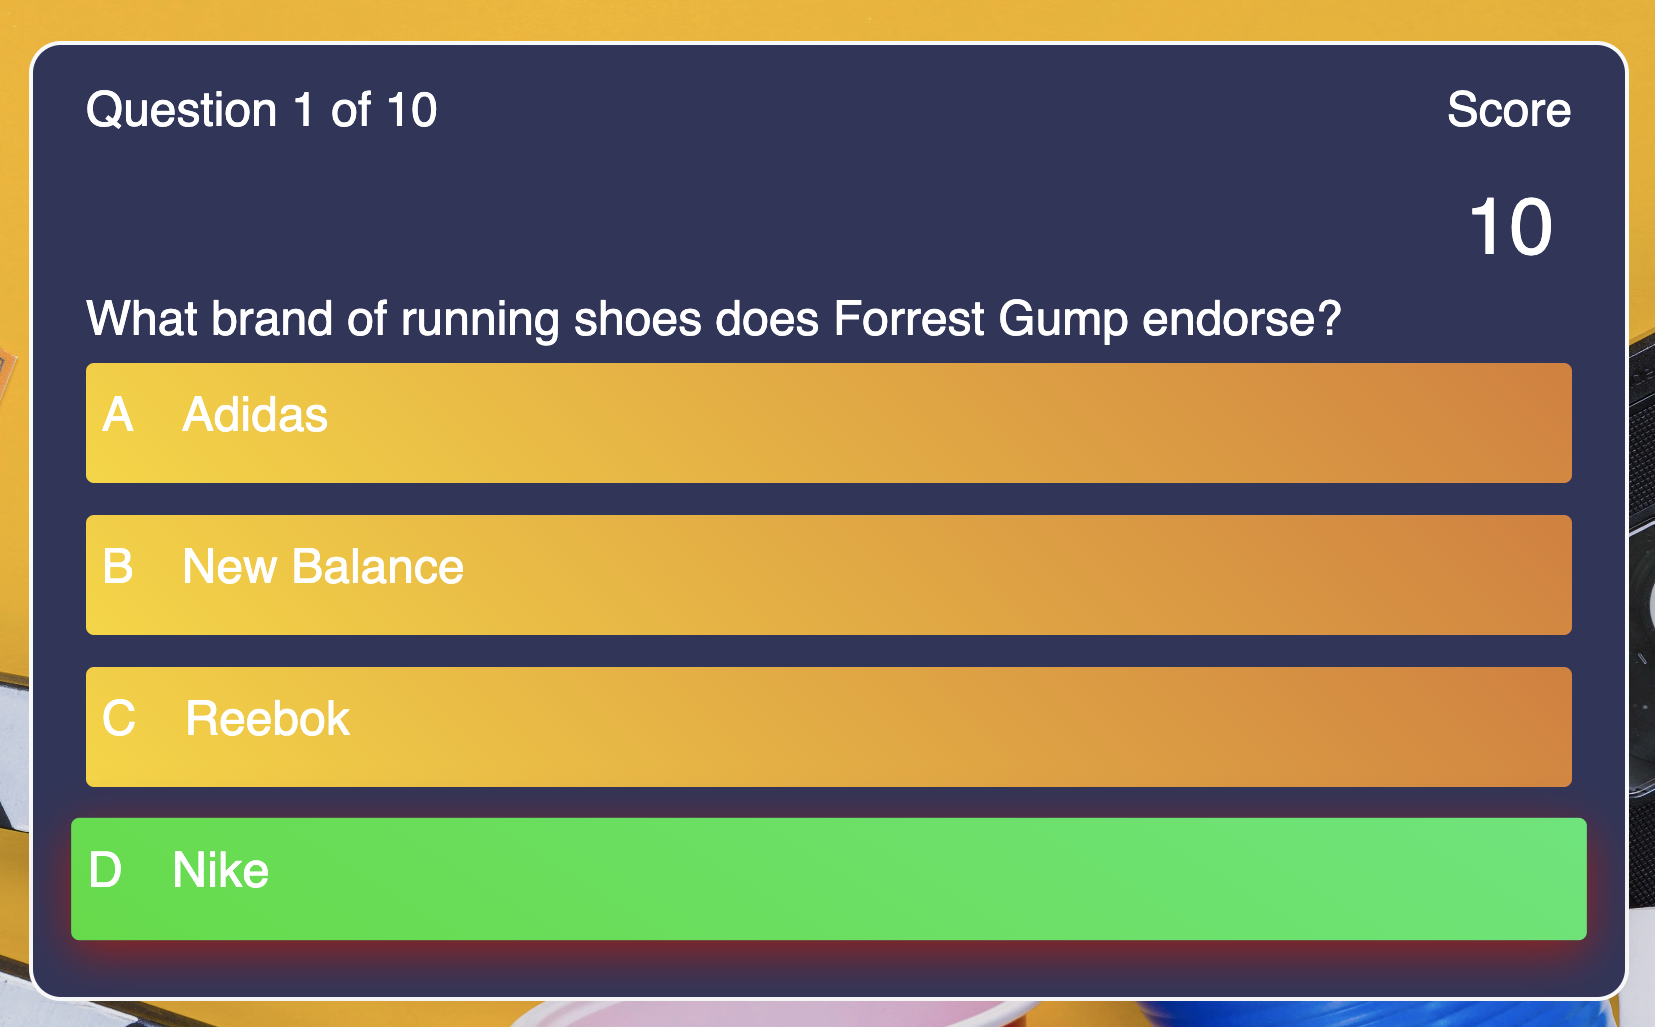 Question 1 of 10
Score
10
What brand of running shoes does Forrest Gump endorse?
A Adidas
B New Balance
C Reebok
D Nike